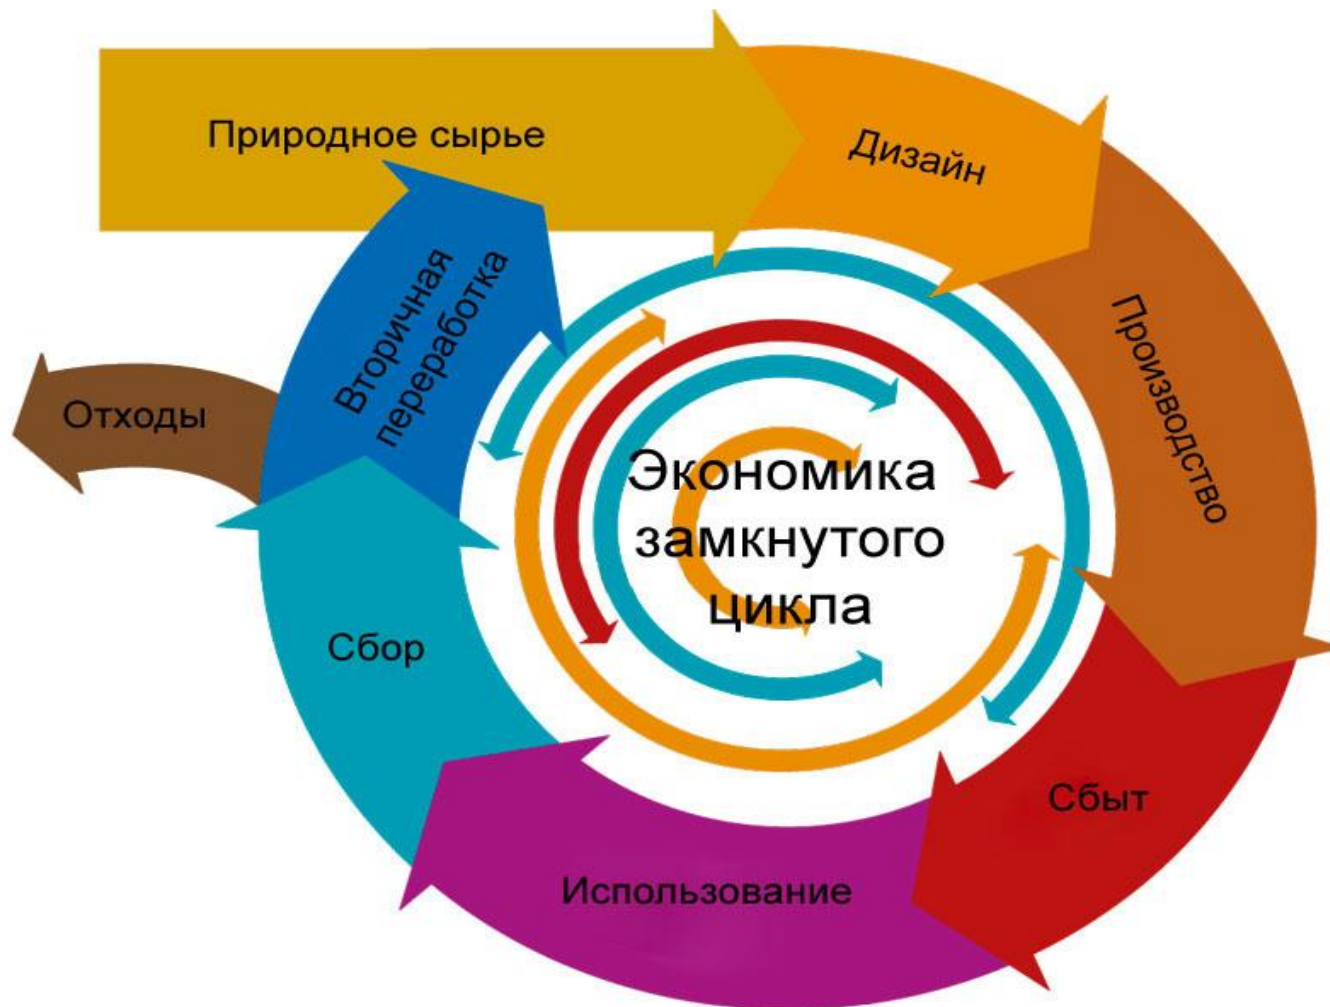 Природное сырье
Дизайн
Производство
Вторичная
переработка
Отходы
Экономика
замкнутого
цикла
Сбор
Сбыт
Использование